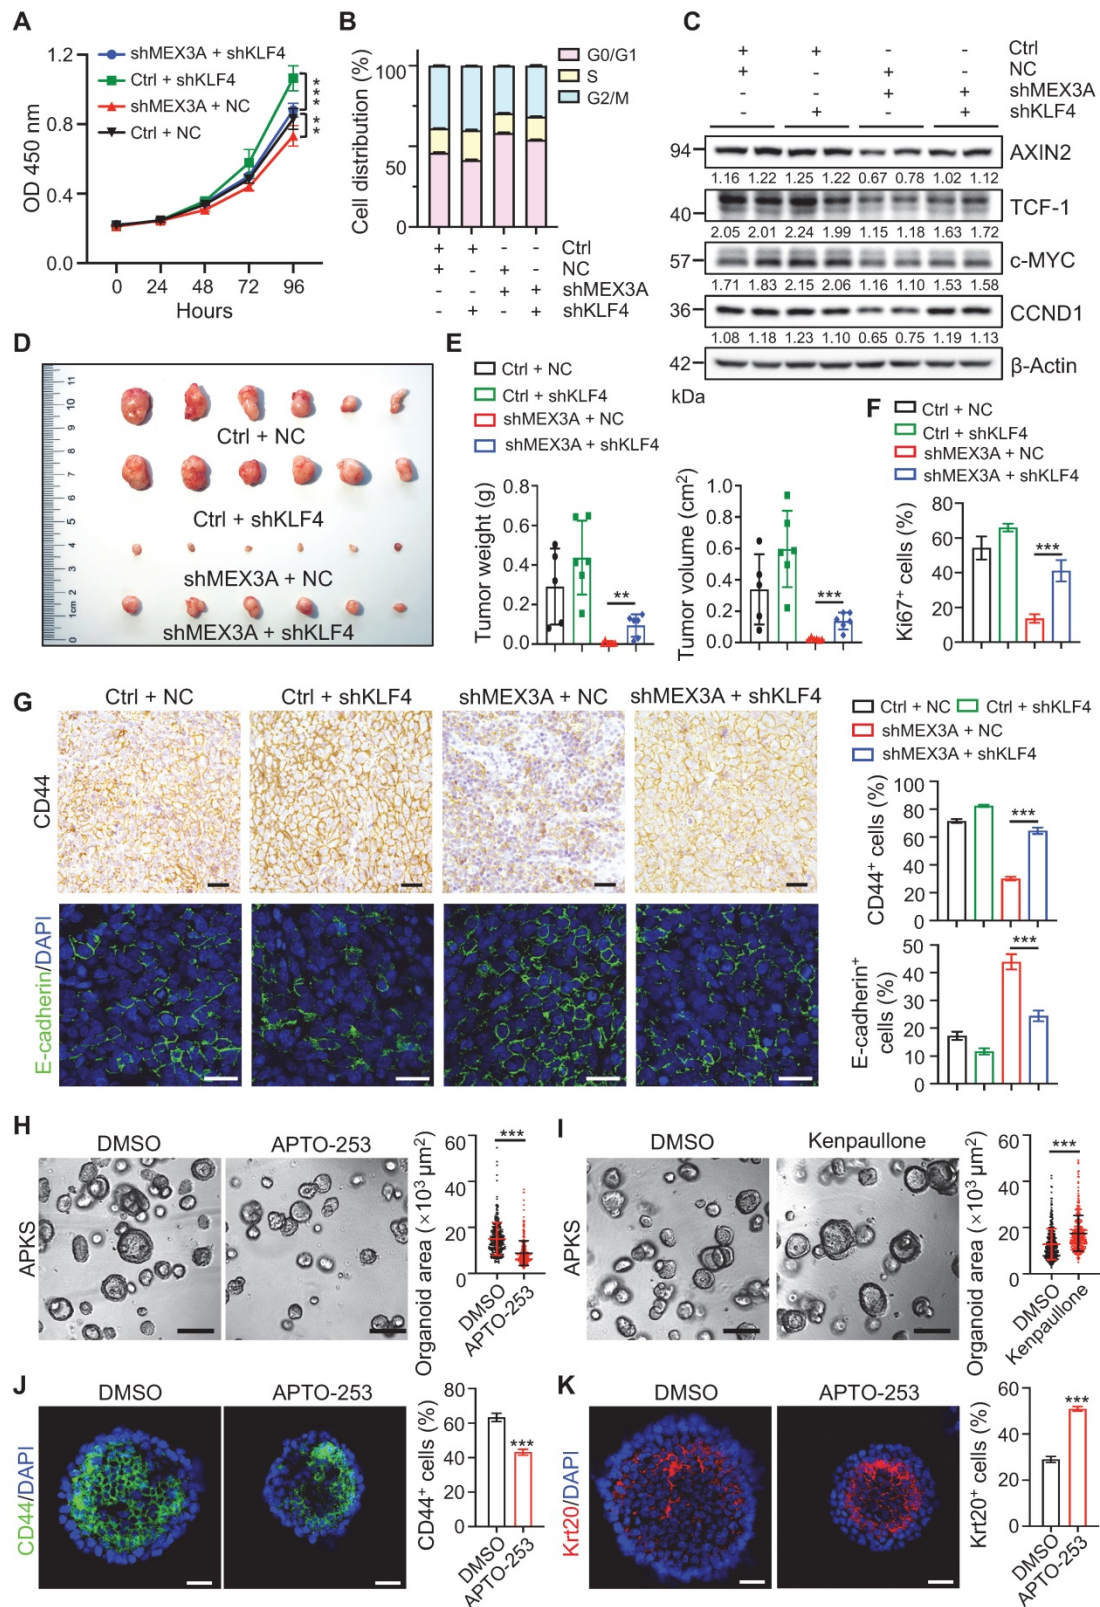 A
shMEX3A + shKLF4
Ctrl + shKLF4
shMEX3A + NC
Ctrl + NC
OD 450 nm
1.2
0.8
0.4
0.0
0 24 48 72 96
Hours
****
**
B
Cell distribution (%)
100
50
0
G0/G1
S
G2/M
+ + - - Ctrl
+ - + - NC
- - + + shMEX3A
- + - + shKLF4
C
+ + - - Ctrl
+ - + - NC
- - + + shMEX3A
- + - + shKLF4
94 AXIN2
1.16 1.22 1.25 1.22 0.67 0.78 1.02 1.12
40 TCF-1
2.05 2.01 2.24 1.99 1.15 1.18 1.63 1.72
57 c-MYC
1.71 1.83 2.15 2.06 1.16 1.10 1.53 1.58
36 CCND1
1.08 1.18 1.23 1.10 0.65 0.75 1.19 1.13
42 β-Actin
kDa
D
11
10
9
8
7
6
5
4
3
2
1cm
0
Ctrl + NC
Ctrl + shKLF4
shMEX3A + NC
shMEX3A + shKLF4
E
Ctrl + NC
Ctrl + shKLF4
shMEX3A + NC
shMEX3A + shKLF4
Tumor weight (g)
0.8
0.6
0.4
0.2
0.0
**
Tumor volume (cm²)
1.0
0.8
0.6
0.4
0.2
0.0
***
F
Ctrl + NC
Ctrl + shKLF4
shMEX3A + NC
shMEX3A + shKLF4
Ki67⁺ cells (%)
80
60
40
20
0
***
G
Ctrl + NC Ctrl + shKLF4 shMEX3A + NC shMEX3A + shKLF4
CD44
E-cadherin/DAPI
Ctrl + NC Ctrl + shKLF4
shMEX3A + NC
shMEX3A + shKLF4
CD44⁺ cells (%)
100
80
60
40
20
0
***
E-cadherin⁺
cells (%)
50
40
30
20
10
0
***
H
DMSO APTO-253
APKS
Organoid area (×10³ μm²)
60
40
20
0
***
DMSO
APTO-253
I
DMSO Kenpaullone
APKS
Organoid area (×10³ μm²)
60
40
20
0
***
DMSO
Kenpaullone
J
DMSO APTO-253
CD44/DAPI
CD44⁺ cells (%)
80
60
40
20
0
***
DMSO
APTO-253
K
DMSO APTO-253
Krt20/DAPI
Krt20⁺ cells (%)
60
40
20
0
***
DMSO
APTO-253